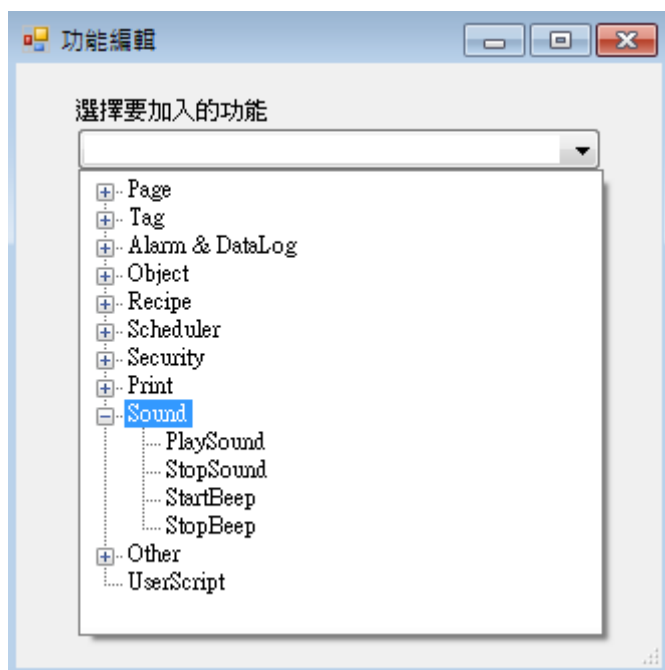 功能編輯
選擇要加入的功能
Page
Tag
Alarm & DataLog
Object
Recipe
Scheduler
Security
Print
Sound
PlaySound
StopSound
StartBeep
StopBeep
Other
UserScript